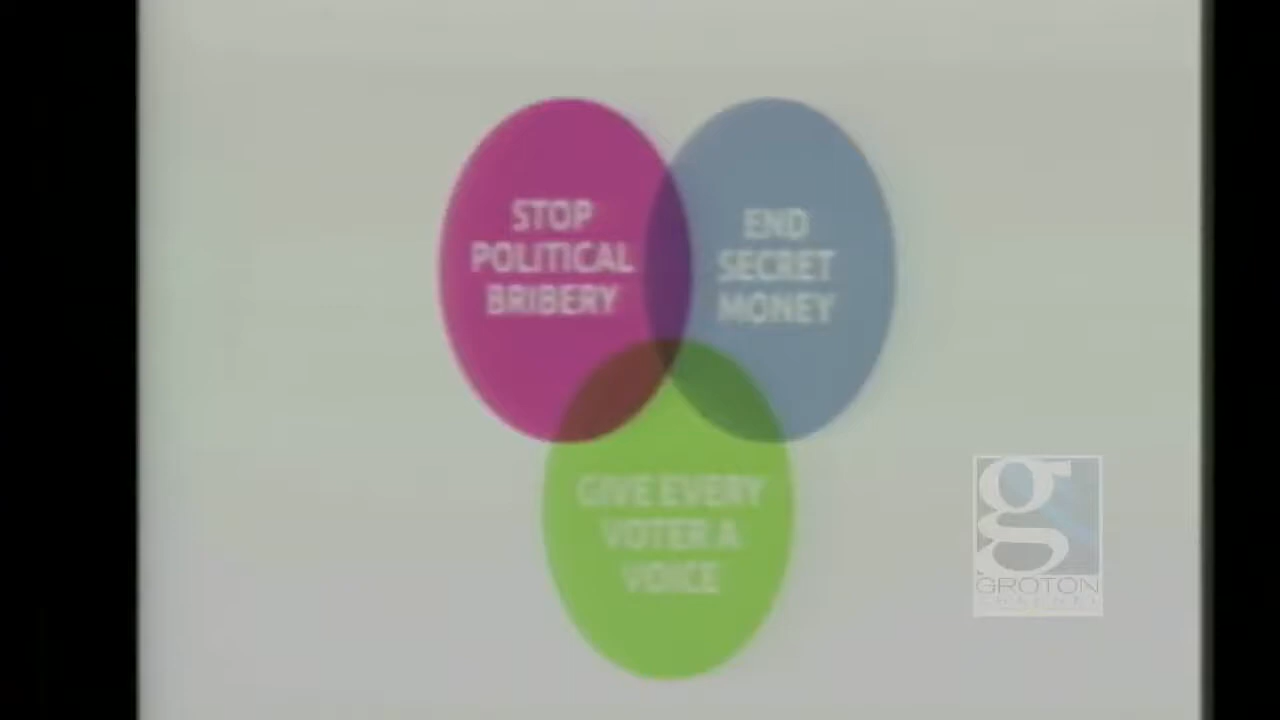 STOP
POLITICAL
BRIBERY
END
SECRET
MONEY
GIVE EVERY
VOTER A
VOICE
g
GROTON